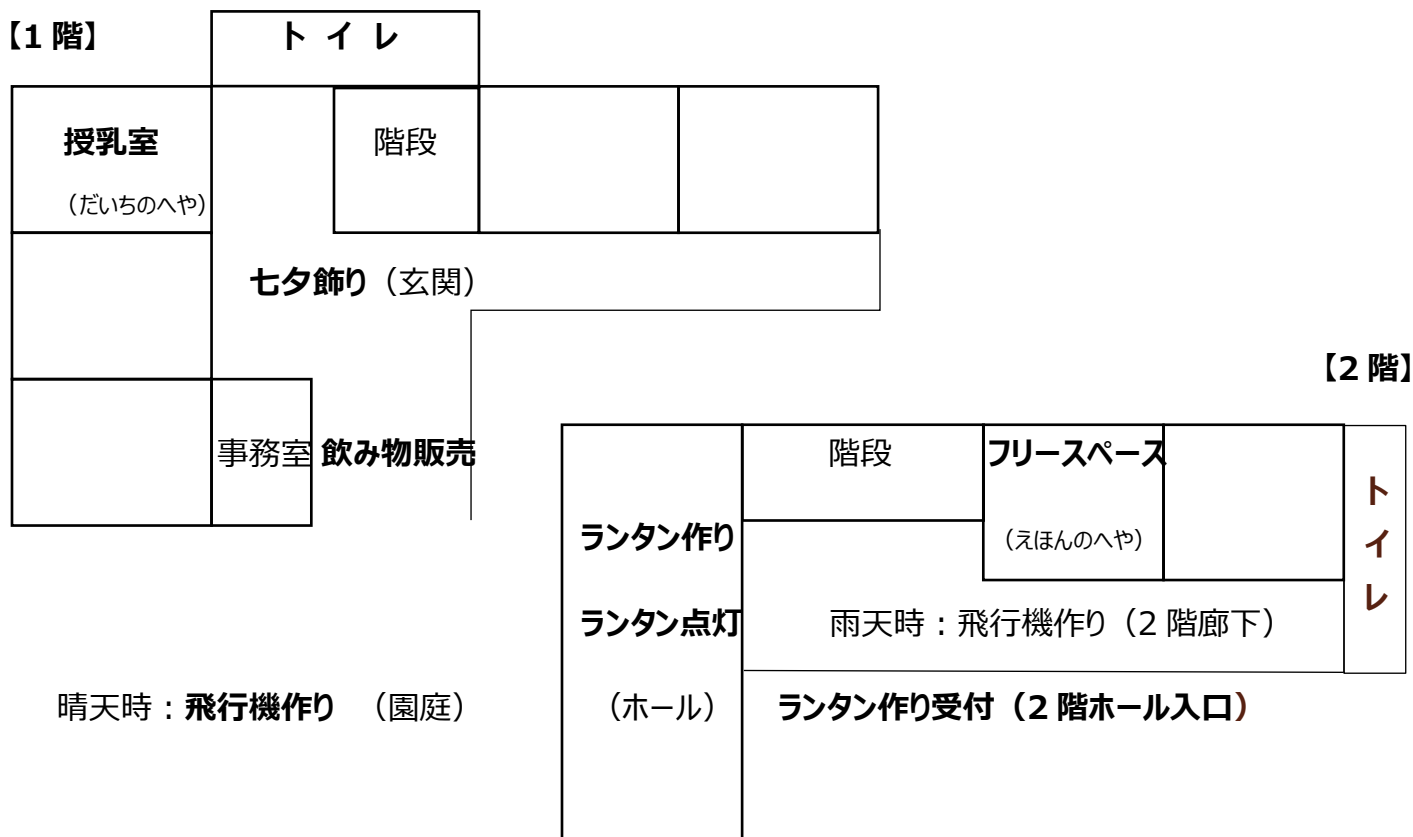 【1 階】
ト イ レ
授乳室
階段
（だいちのへや）
七夕飾り（玄関）
事務室
飲み物販売
晴天時：飛行機作り （園庭）
【2 階】
階段
フリースペース
（えほんのへや）
トイレ
ランタン作り
ランタン点灯
（ホール）
雨天時：飛行機作り（2 階廊下）
ランタン作り受付（2 階ホール入口）